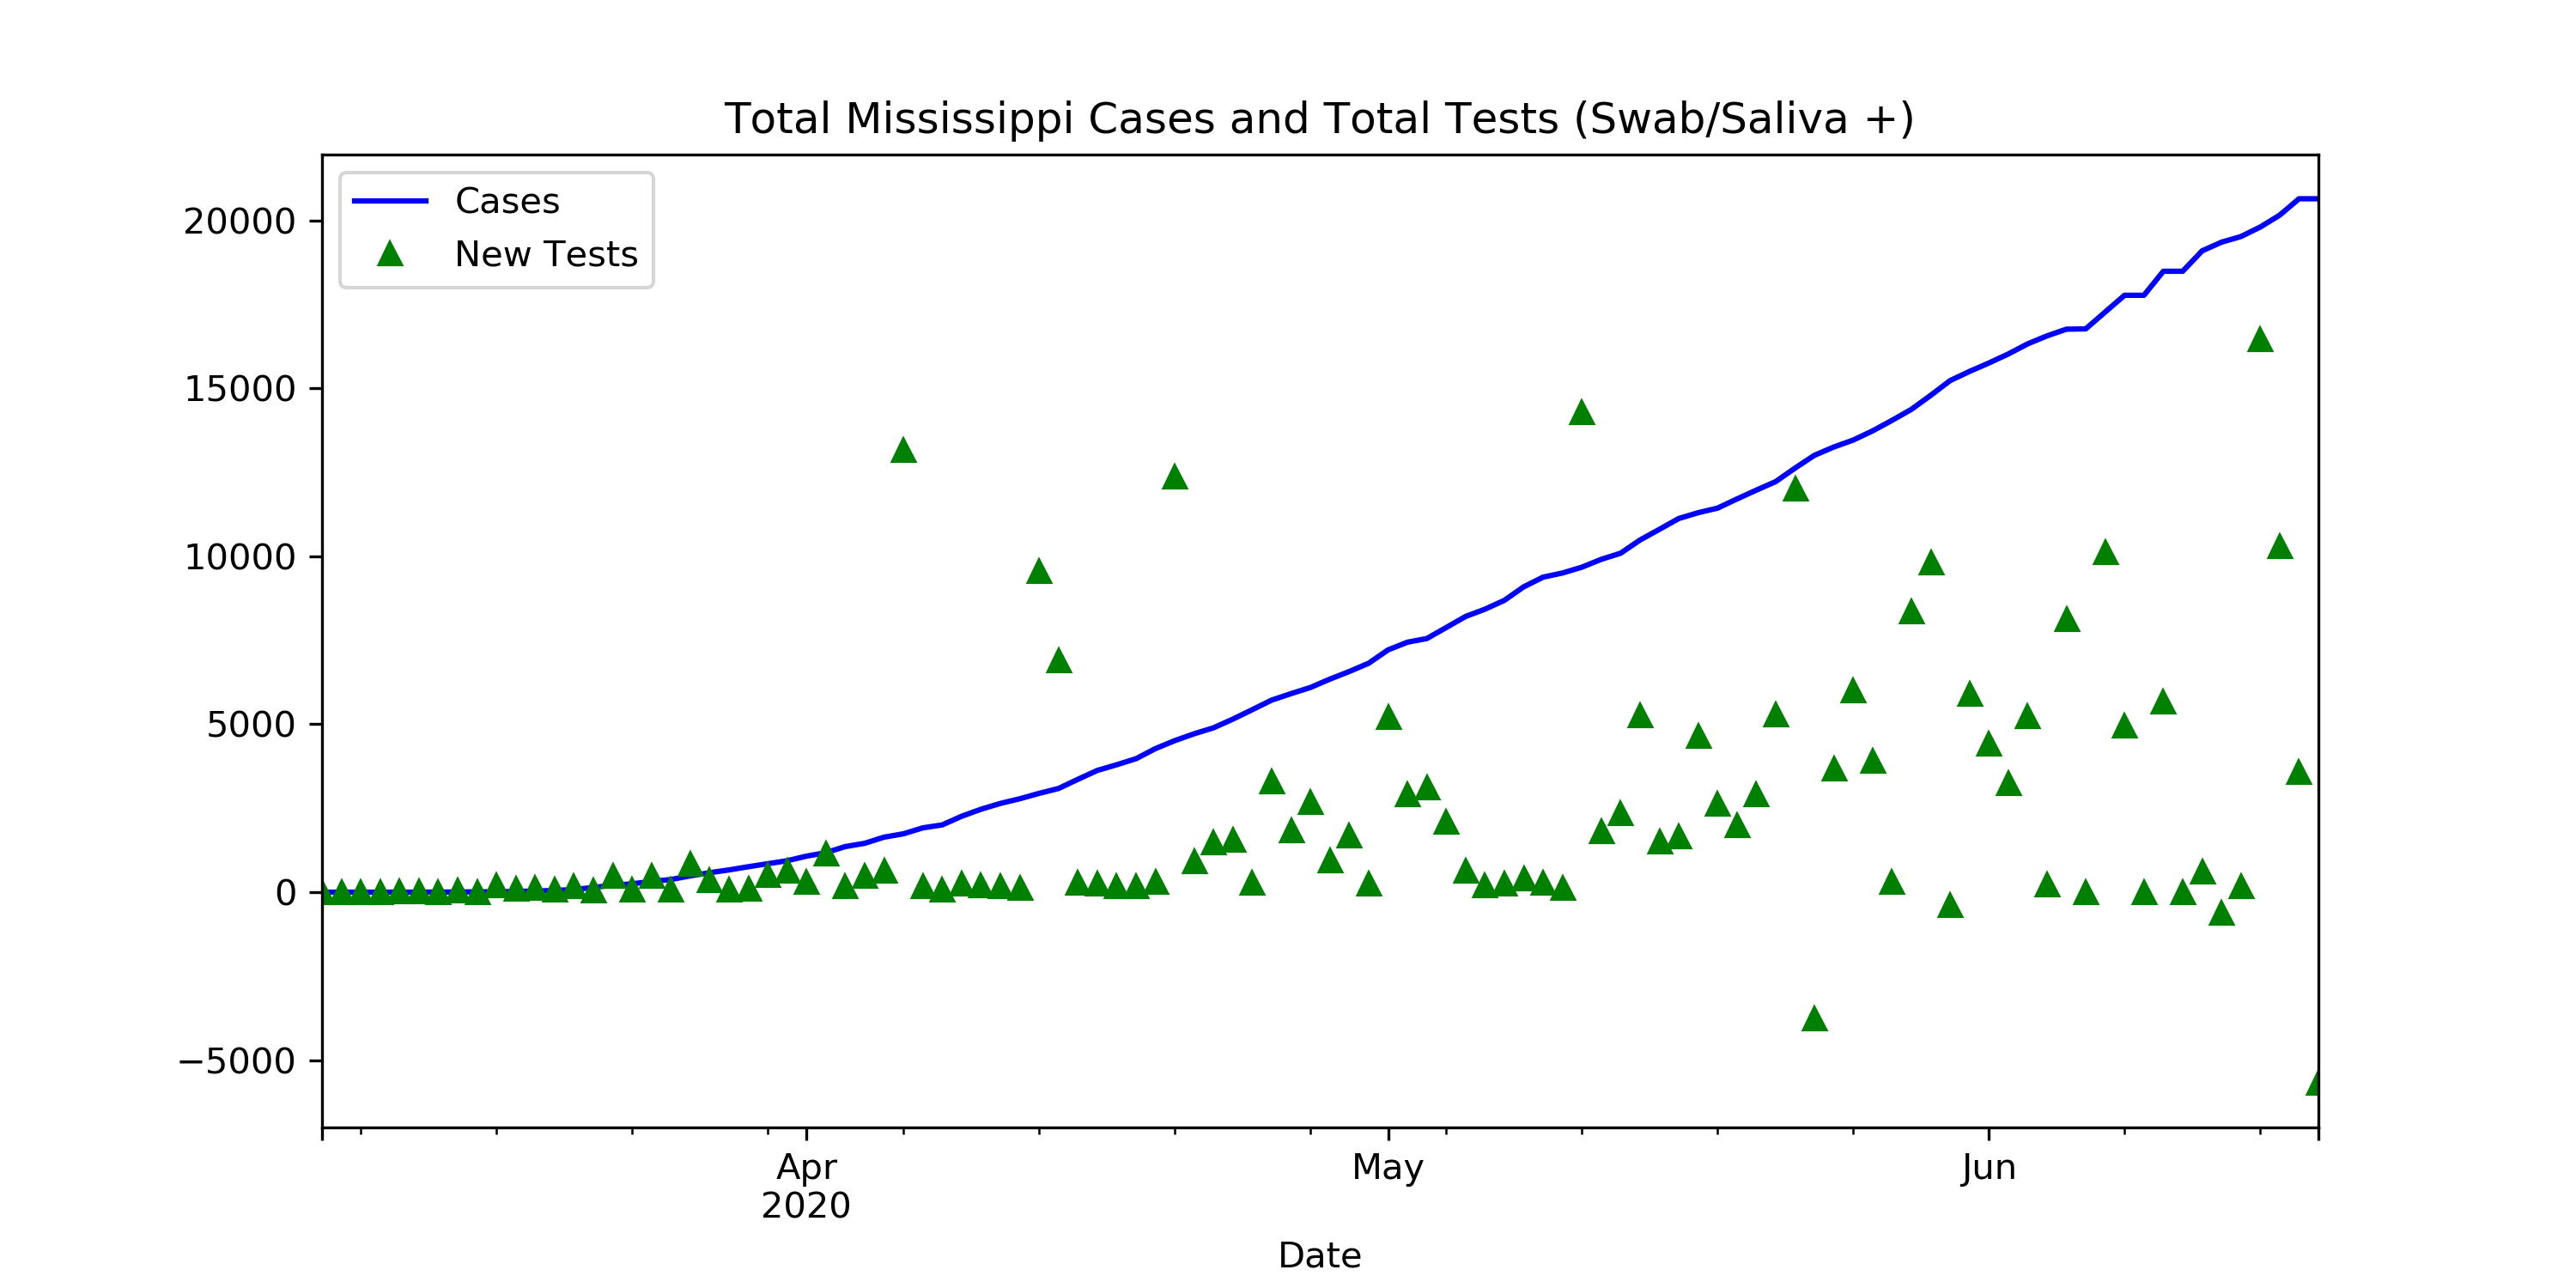 Total Mississippi Cases and Total Tests (Swab/Saliva +)
Cases
New Tests
20000
15000
10000
5000
0
−5000
Apr
2020
May
Jun
Date